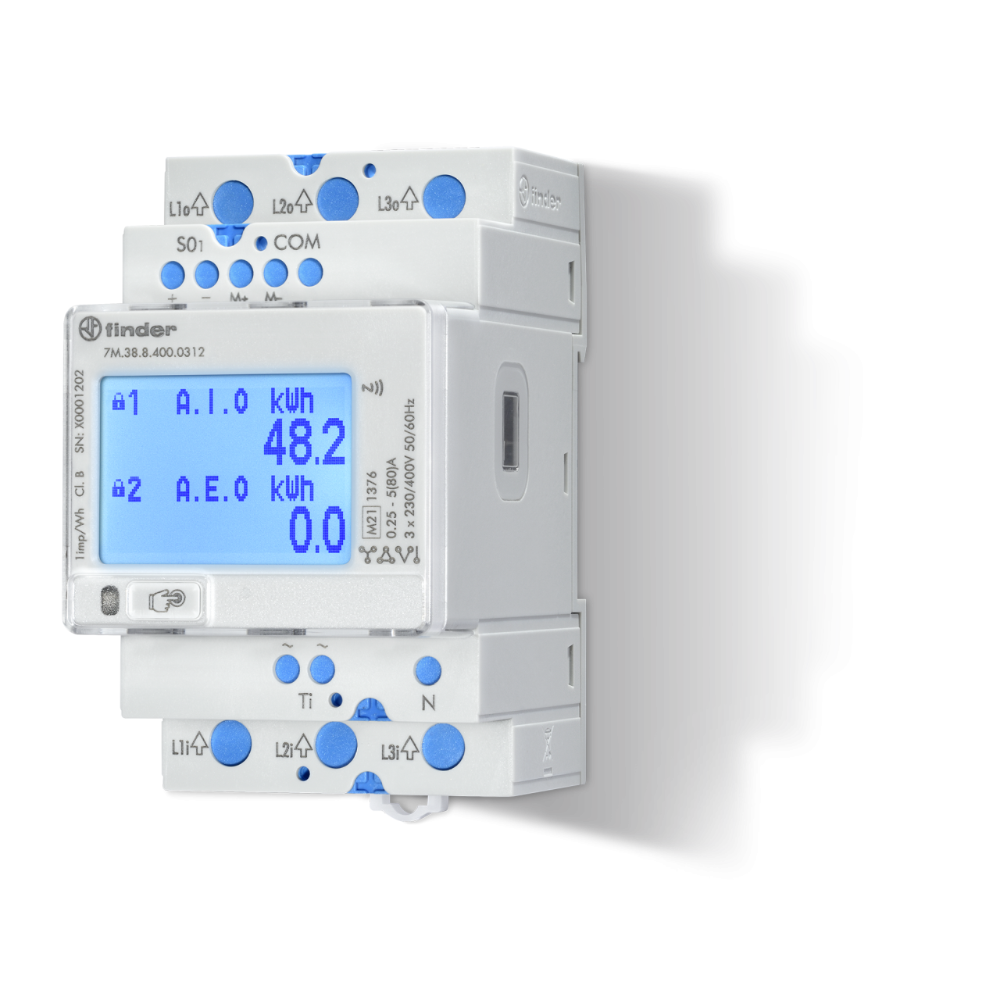 L1o L2o L3o
finder
S01 COM
+ − M+ M−
finder
7M.38.8.400.0312
1imp/Wh Cl. B SN: X0001202
1 A.I.0 kWh
48.2
2 A.E.0 kWh
0.0
M21 1376
0.25 - 5(80)A
3 x 230/400V 50/60Hz
~ ~
Ti N
L1i L2i L3i